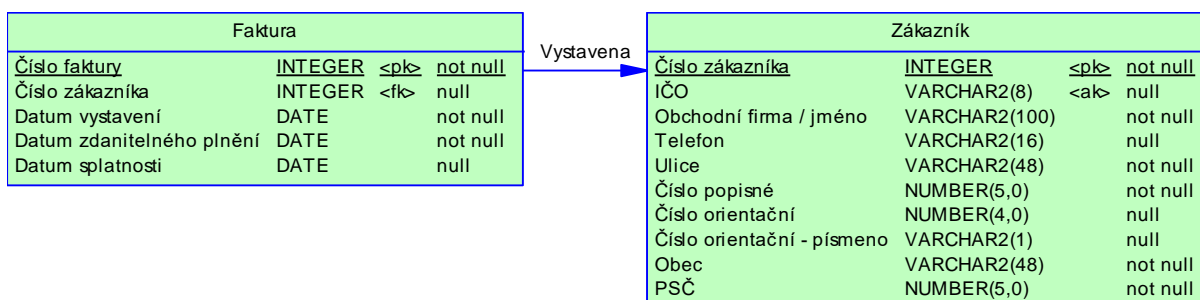 Faktura
Číslo faktury INTEGER <pk> not null
Číslo zákazníka INTEGER <fk> null
Datum vystavení DATE not null
Datum zdanitelného plnění DATE not null
Datum splatnosti DATE null
Vystavena
Zákazník
Číslo zákazníka INTEGER <pk> not null
IČO VARCHAR2(8) <ak> null
Obchodní firma / jméno VARCHAR2(100) not null
Telefon VARCHAR2(16) null
Ulice VARCHAR2(48) not null
Číslo popisné NUMBER(5,0) not null
Číslo orientační NUMBER(4,0) null
Číslo orientační - písmeno VARCHAR2(1) null
Obec VARCHAR2(48) not null
PSČ NUMBER(5,0) not null